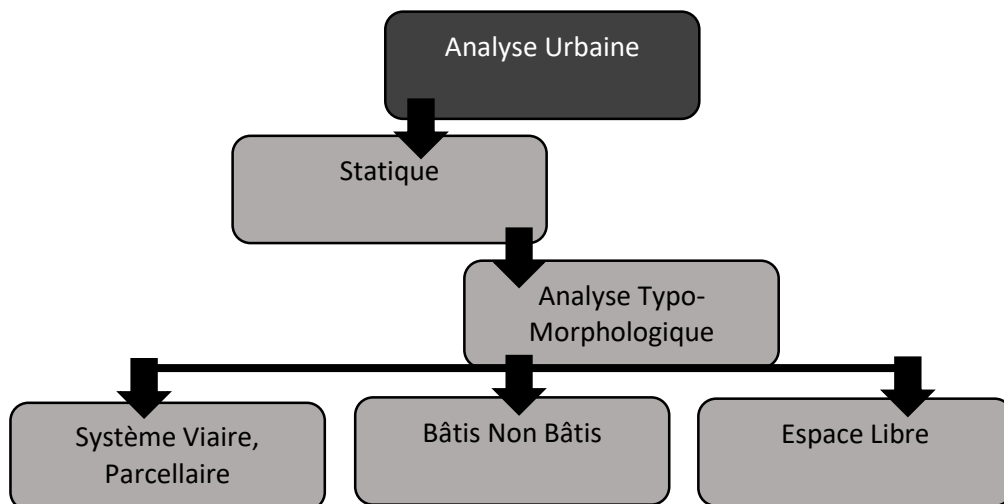 Analyse Urbaine
Statique
Analyse Typo-
Morphologique
Système Viaire,
Parcellaire
Bâtis Non Bâtis
Espace Libre